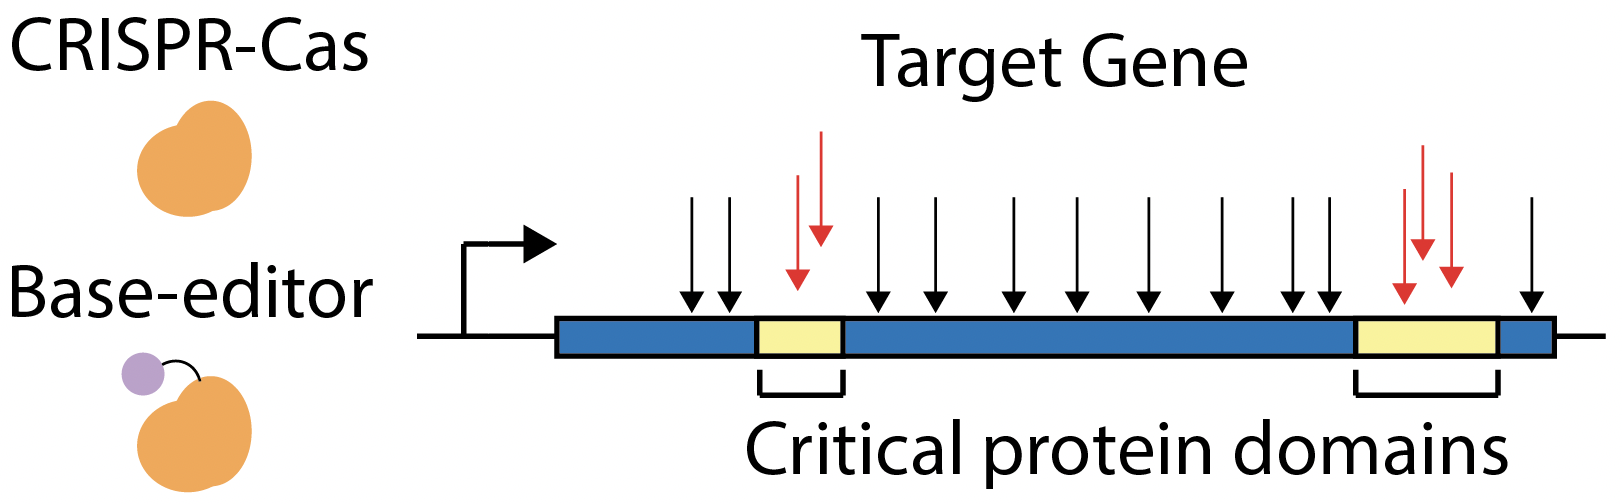 CRISPR-Cas
Target Gene
Base-editor
Critical protein domains